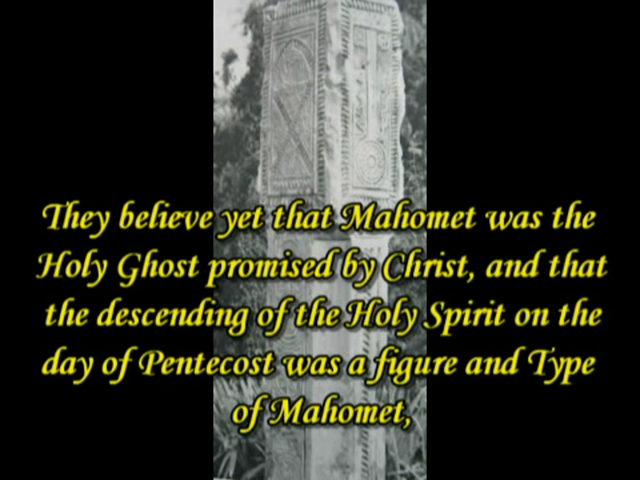 They believe yet that Mahomet was the
Holy Ghost promised by Christ, and that
the descending of the Holy Spirit on the
day of Pentecost was a figure and Type
of Mahomet,